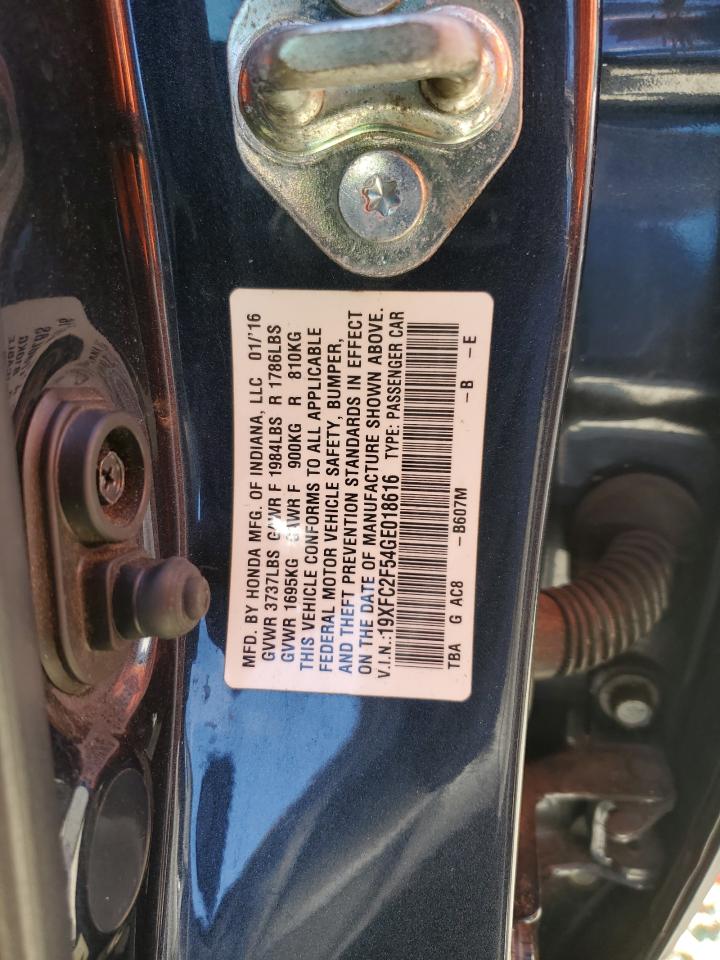 MFD. BY HONDA MFG. OF INDIANA, LLC 01/'16
GVWR 3737LBS GAWR F 1984LBS R 1786LBS
GVWR 1695KG GAWR F 900KG R 810KG
THIS VEHICLE CONFORMS TO ALL APPLICABLE
FEDERAL MOTOR VEHICLE SAFETY, BUMPER,
AND THEFT PREVENTION STANDARDS IN EFFECT
ON THE DATE OF MANUFACTURE SHOWN ABOVE.
V.I.N.:19XFC2F54GE018616 TYPE: PASSENGER CAR
TBA G AC8 -B607M -B -E